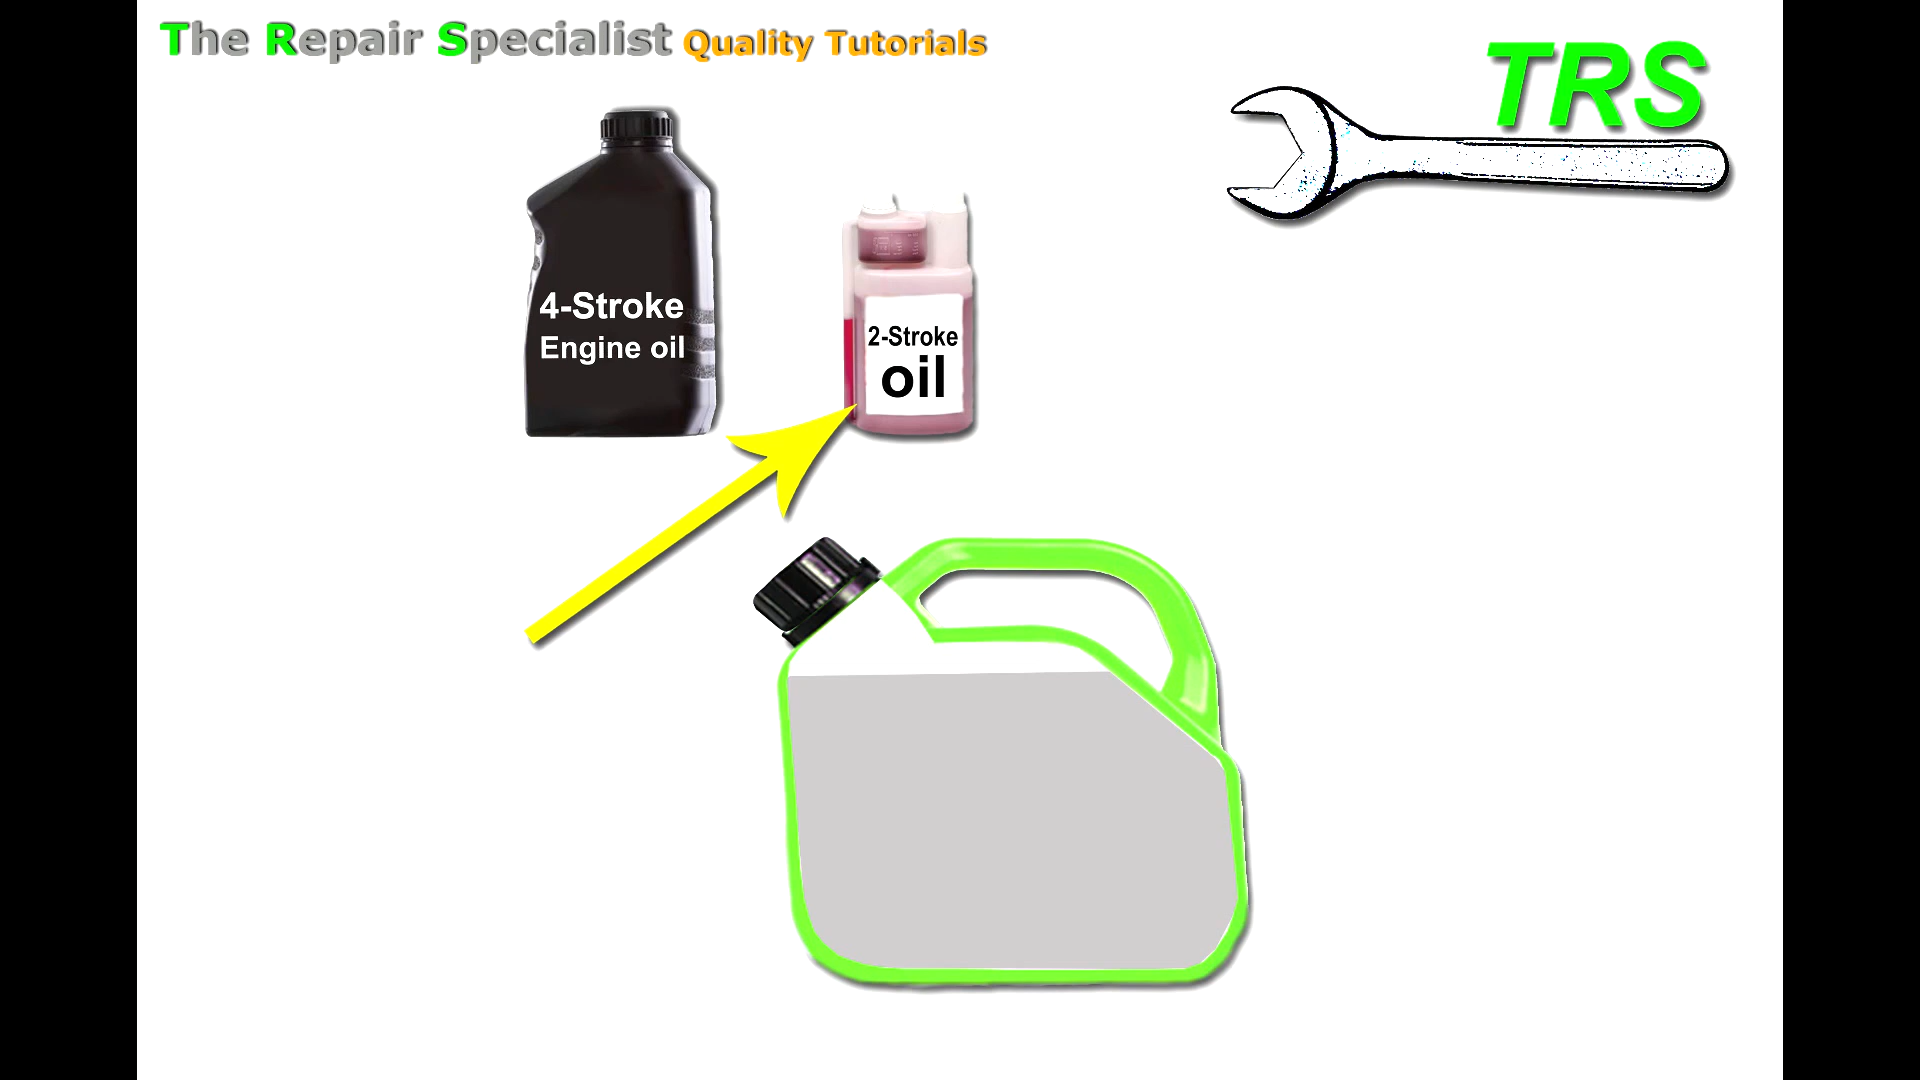 The Repair Specialist Quality Tutorials
TRS
4-Stroke
Engine oil
2-Stroke
oil